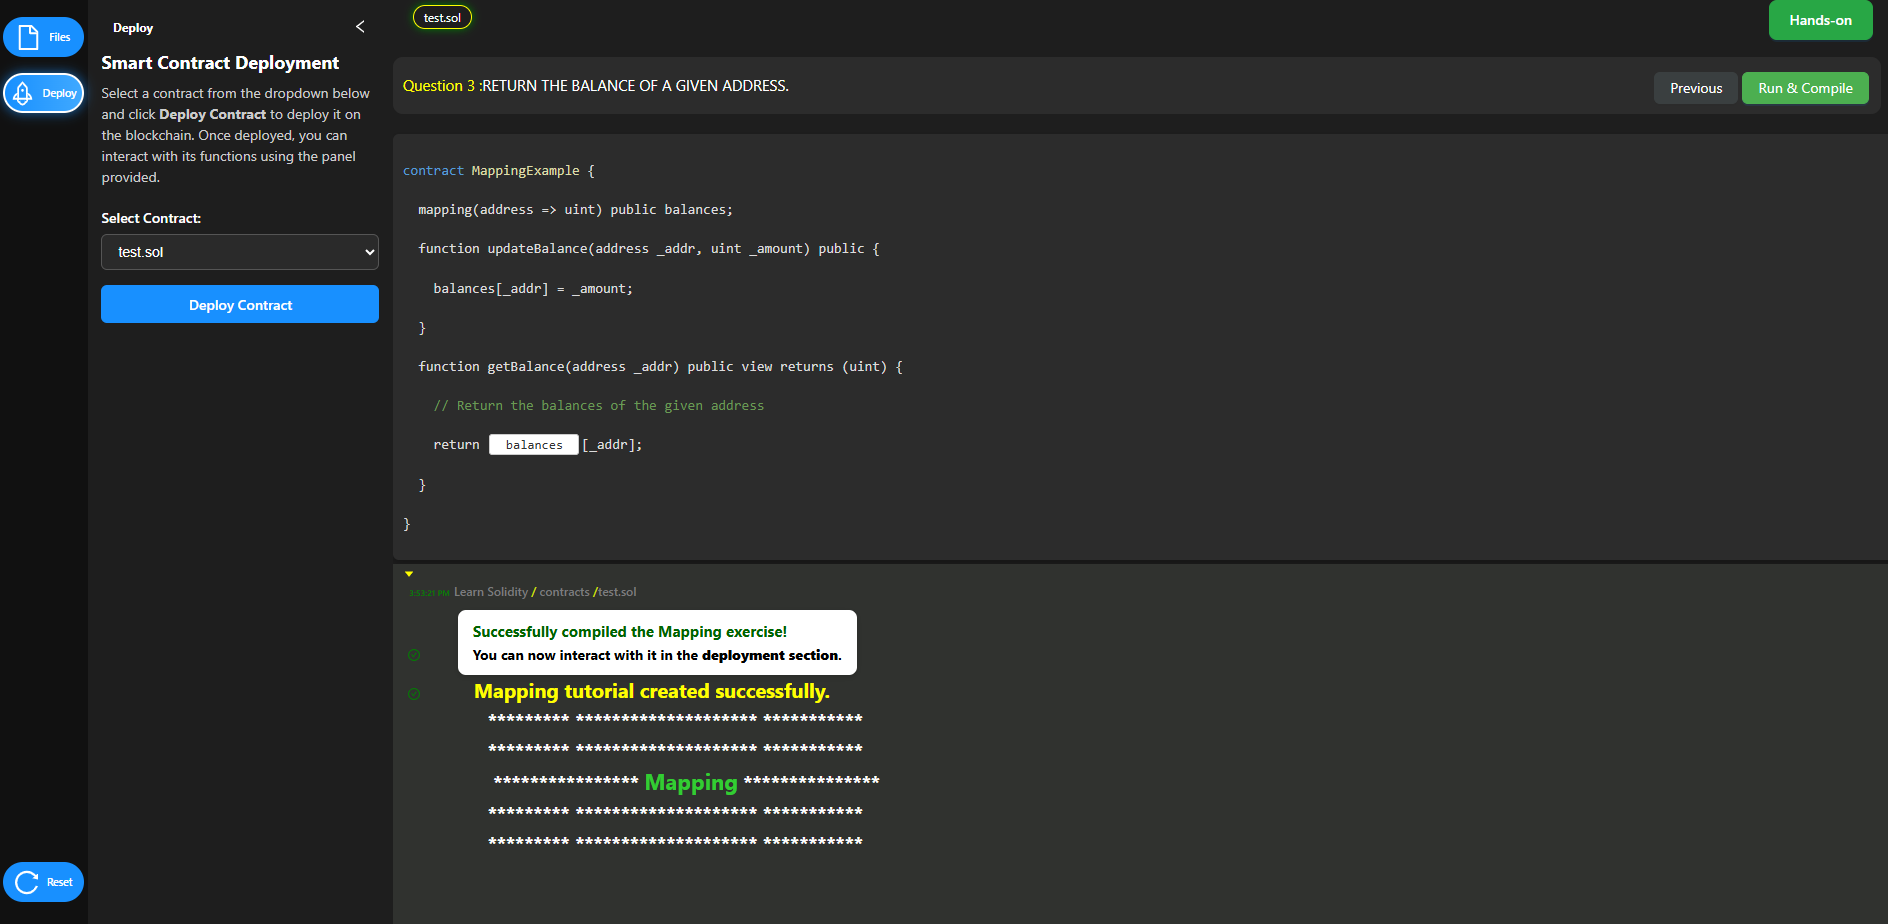 Files
Deploy
Reset
Deploy
Smart Contract Deployment
Select a contract from the dropdown below
and click Deploy Contract to deploy it on
the blockchain. Once deployed, you can
interact with its functions using the panel
provided.
Select Contract:
test.sol
Deploy Contract
test.sol
Hands-on
Question 3 :RETURN THE BALANCE OF A GIVEN ADDRESS.
Previous
Run & Compile
contract MappingExample {
mapping(address => uint) public balances;
function updateBalance(address _addr, uint _amount) public {
balances[_addr] = _amount;
}
function getBalance(address _addr) public view returns (uint) {
// Return the balances of the given address
return balances [_addr];
}
}
Learn Solidity / contracts /test.sol
Successfully compiled the Mapping exercise!
You can now interact with it in the deployment section.
Mapping tutorial created successfully.
********* ******************** ***********
********* ******************** ***********
**************** Mapping ***************
********* ******************** ***********
********* ******************** ***********